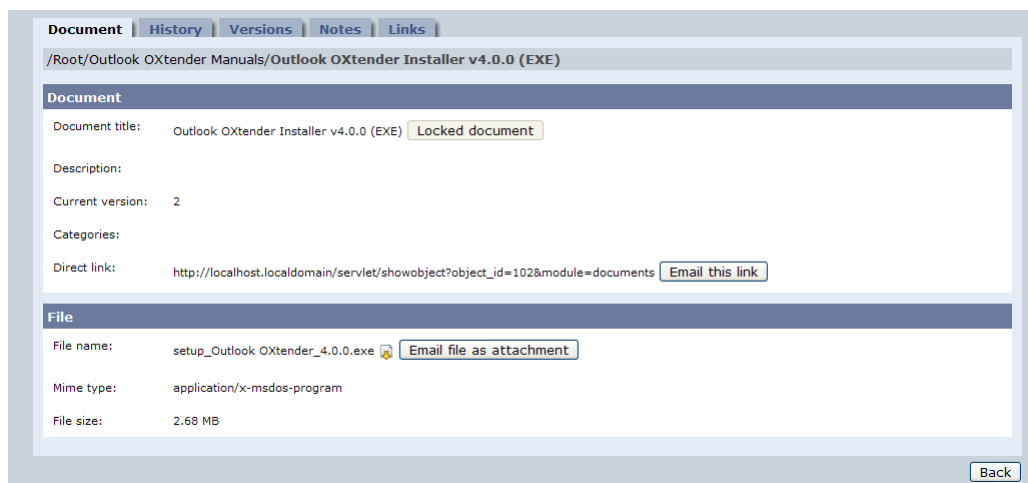 Document History Versions Notes Links
/Root/Outlook OXtender Manuals/Outlook OXtender Installer v4.0.0 (EXE)
Document
Document title: Outlook OXtender Installer v4.0.0 (EXE) Locked document
Description:
Current version: 2
Categories:
Direct link: http://localhost.localdomain/servlet/showobject?object_id=102&module=documents Email this link
File
File name: setup_Outlook OXtender_4.0.0.exe Email file as attachment
Mime type: application/x-msdos-program
File size: 2.68 MB
Back